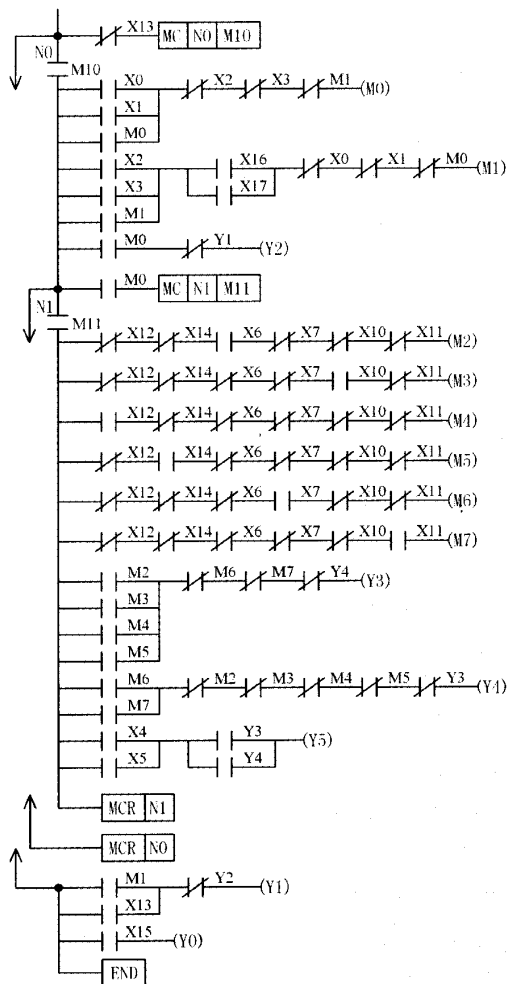 X13 MC N0 M10
N0
M10
X0 X2 X3 M1 (M0)
X1
M0
X2 X16 X0 X1 M0 (M1)
X3 X17
M1
M0 Y1 (Y2)
M0 MC N1 M11
N1
M11
X12 X14 X6 X7 X10 X11 (M2)
X12 X14 X6 X7 X10 X11 (M3)
X12 X14 X6 X7 X10 X11 (M4)
X12 X14 X6 X7 X10 X11 (M5)
X12 X14 X6 X7 X10 X11 (M6)
X12 X14 X6 X7 X10 X11 (M7)
M2 M6 M7 Y4 (Y3)
M3
M4
M5
M6 M2 M3 M4 M5 Y3 (Y4)
M7
X4 Y3 (Y5)
X5 Y4
MCR N1
MCR N0
M1 Y2 (Y1)
X13
X15 (Y0)
END